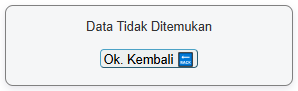 Data Tidak Ditemukan
Ok. Kembali 🔙